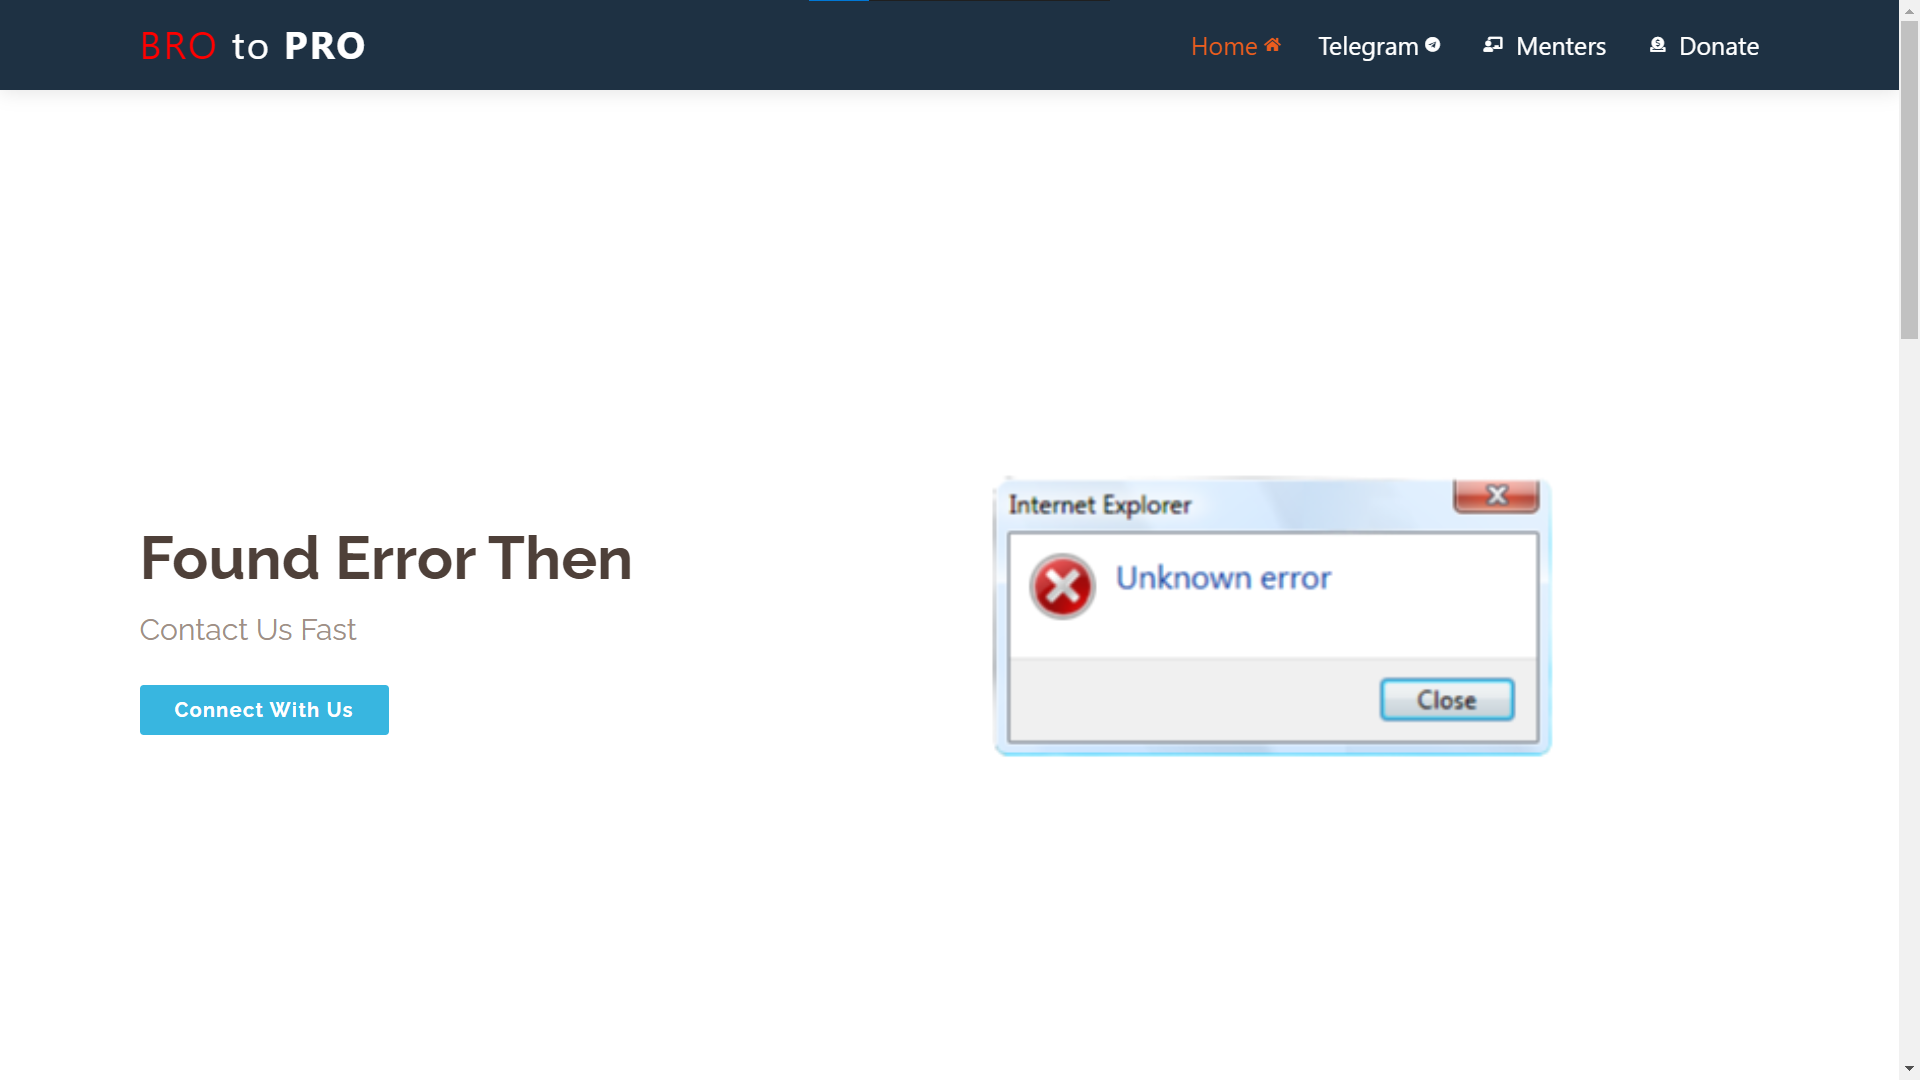 BRO to PRO
Home
Telegram
Menters
Donate
Found Error Then
Contact Us Fast
Connect With Us
Internet Explorer
Unknown error
Close